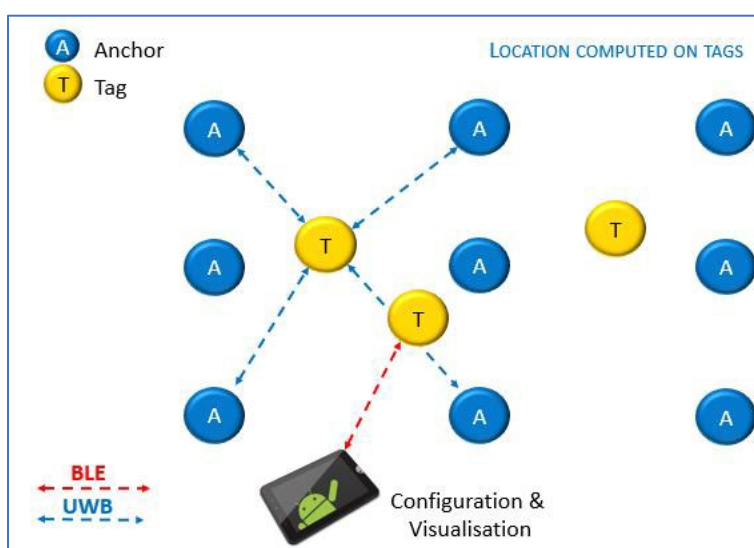 A Anchor
LOCATION COMPUTED ON TAGS
T Tag
A A A
T
T
A A A
T
A A A
BLE
UWB
Configuration &
Visualisation